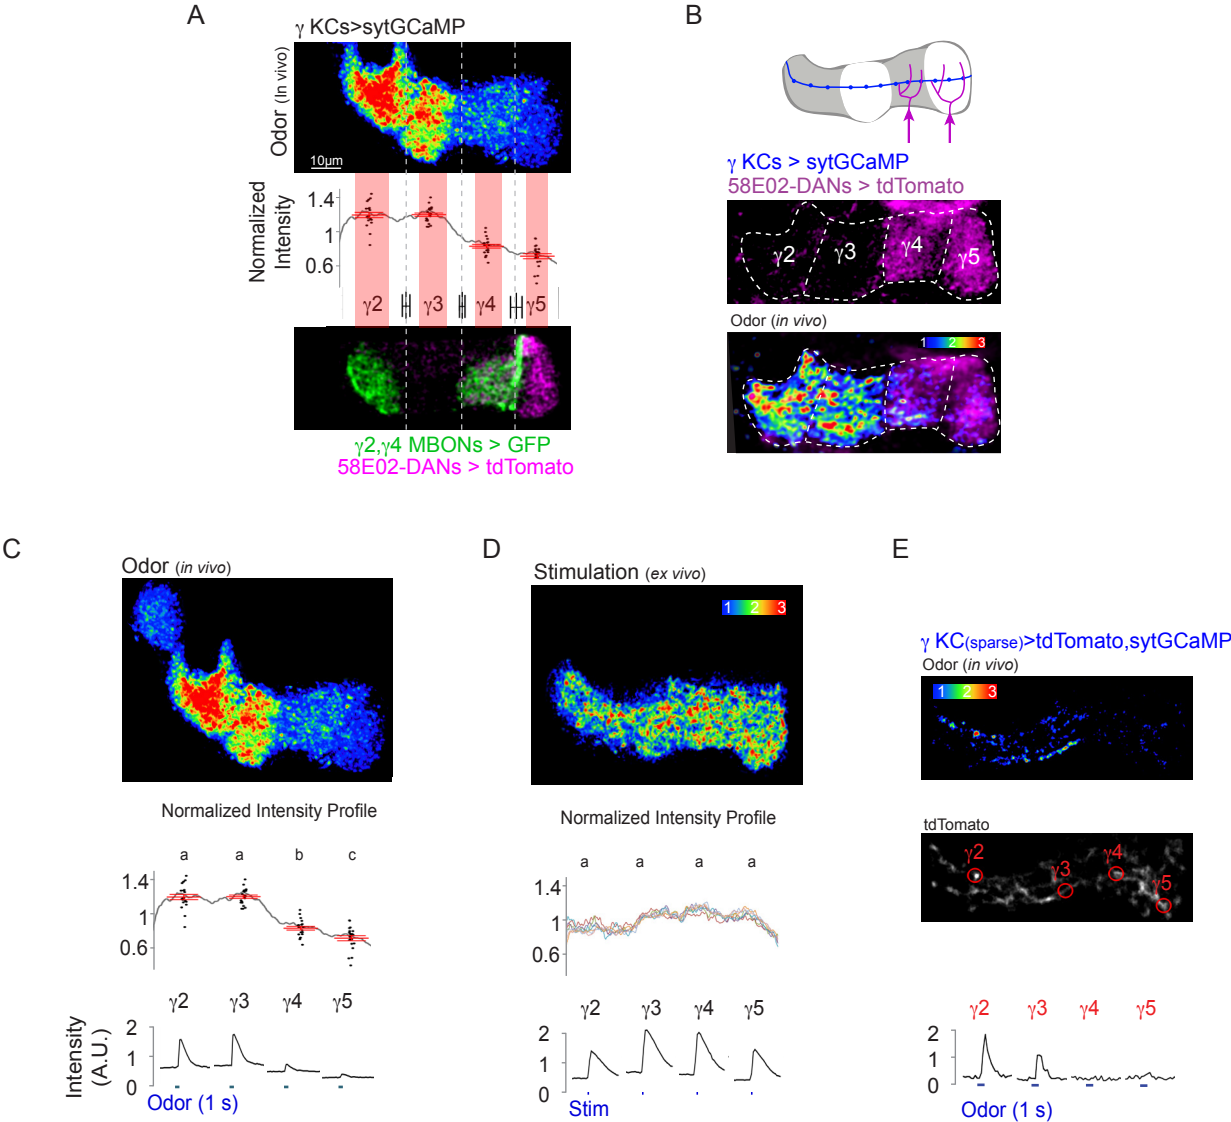 A
γ KCs>sytGCaMP
Odor (In vivo)
10μm
Normalized
Intensity
1.4
1
0.6
γ2 γ3 γ4 γ5
γ2,γ4 MBONs > GFP
58E02-DANs > tdTomato
B
γ KCs > sytGCaMP
58E02-DANs > tdTomato
γ2 γ3 γ4 γ5
Odor (in vivo)
1 2 3
C
Odor (in vivo)
Normalized Intensity Profile
a a b c
1.4
1
0.6
γ2 γ3 γ4 γ5
Intensity
(A.U.)
2
1
0
Odor (1 s)
D
Stimulation (ex vivo)
1 2 3
Normalized Intensity Profile
a a a a
1.4
1
0.6
γ2 γ3 γ4 γ5
2
1
0
Stim
E
γ KC(sparse)>tdTomato,sytGCaMP
Odor (in vivo)
1 2 3
tdTomato
γ2 γ3 γ4 γ5
γ2 γ3 γ4 γ5
2
1
0
Odor (1 s)